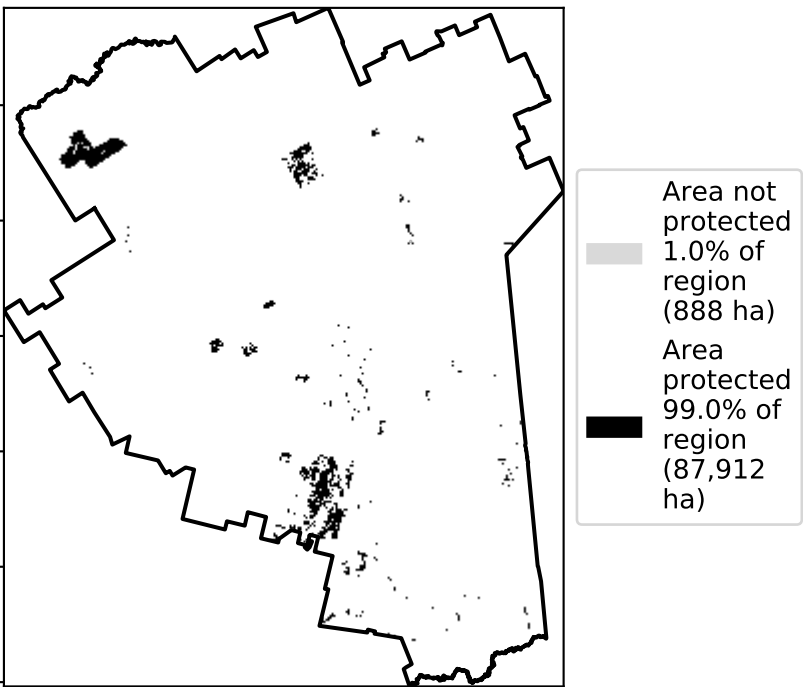 Area not
protected
1.0% of
region
(888 ha)
Area
protected
99.0% of
region
(87,912
ha)